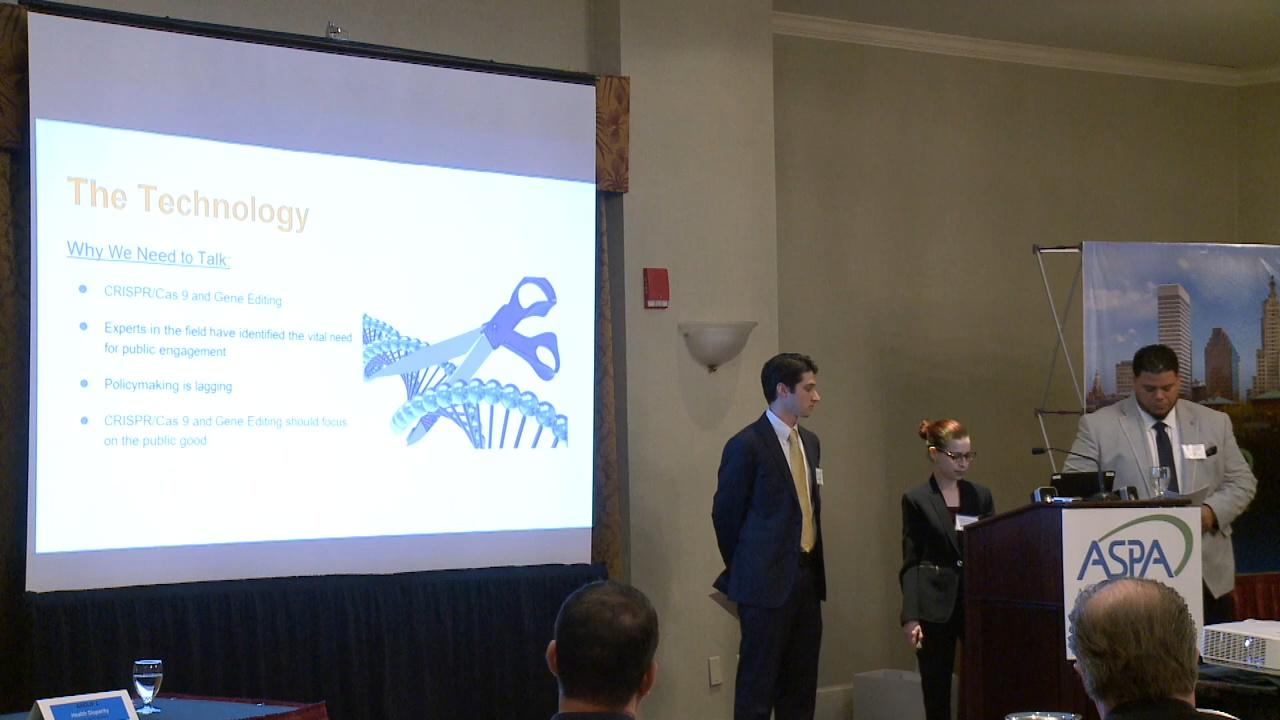 The Technology
Why We Need to Talk:
CRISPR/Cas 9 and Gene Editing
Experts in the field have identified the vital need
for public engagement
Policymaking is lagging
CRISPR/Cas 9 and Gene Editing should focus
on the public good
ASPA
Health Disparity